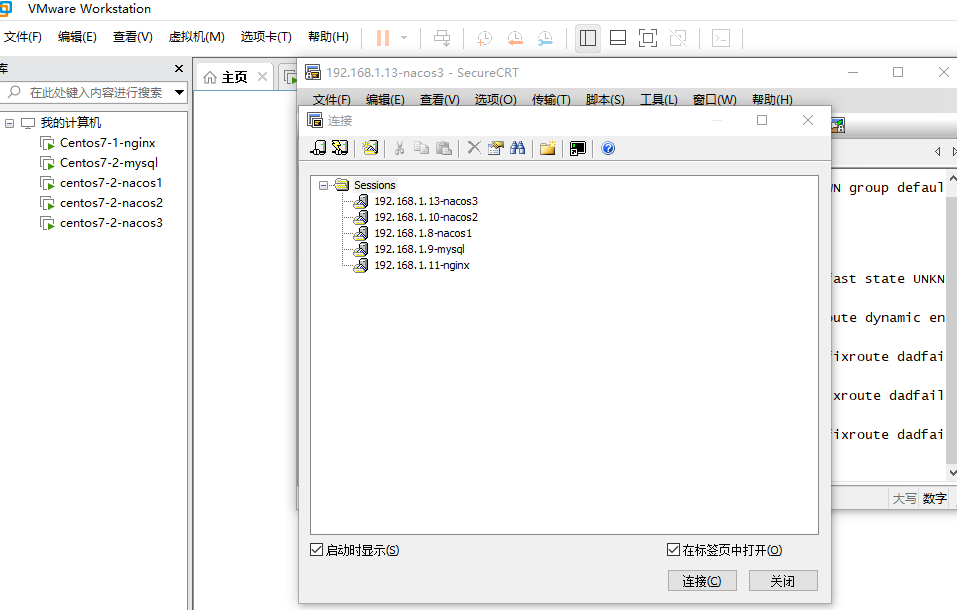 VMware Workstation
文件(F) 编辑(E) 查看(V) 虚拟机(M) 选项卡(T) 帮助(H)
库
在此处键入内容进行搜索
我的计算机
Centos7-1-nginx
Centos7-2-mysql
centos7-2-nacos1
centos7-2-nacos2
centos7-2-nacos3
主页
192.168.1.13-nacos3 - SecureCRT
文件(F) 编辑(E) 查看(V) 选项(O) 传输(T) 脚本(S) 工具(L) 窗口(W) 帮助(H)
连接
Sessions
192.168.1.13-nacos3
192.168.1.10-nacos2
192.168.1.8-nacos1
192.168.1.9-mysql
192.168.1.11-nginx
启动时显示(S)
在标签页中打开(O)
连接(C) 关闭
N group defaul
ast state UNKN
ute dynamic en
fixroute dadfai
ixroute dadfail
fixroute dadfai
大写 数字